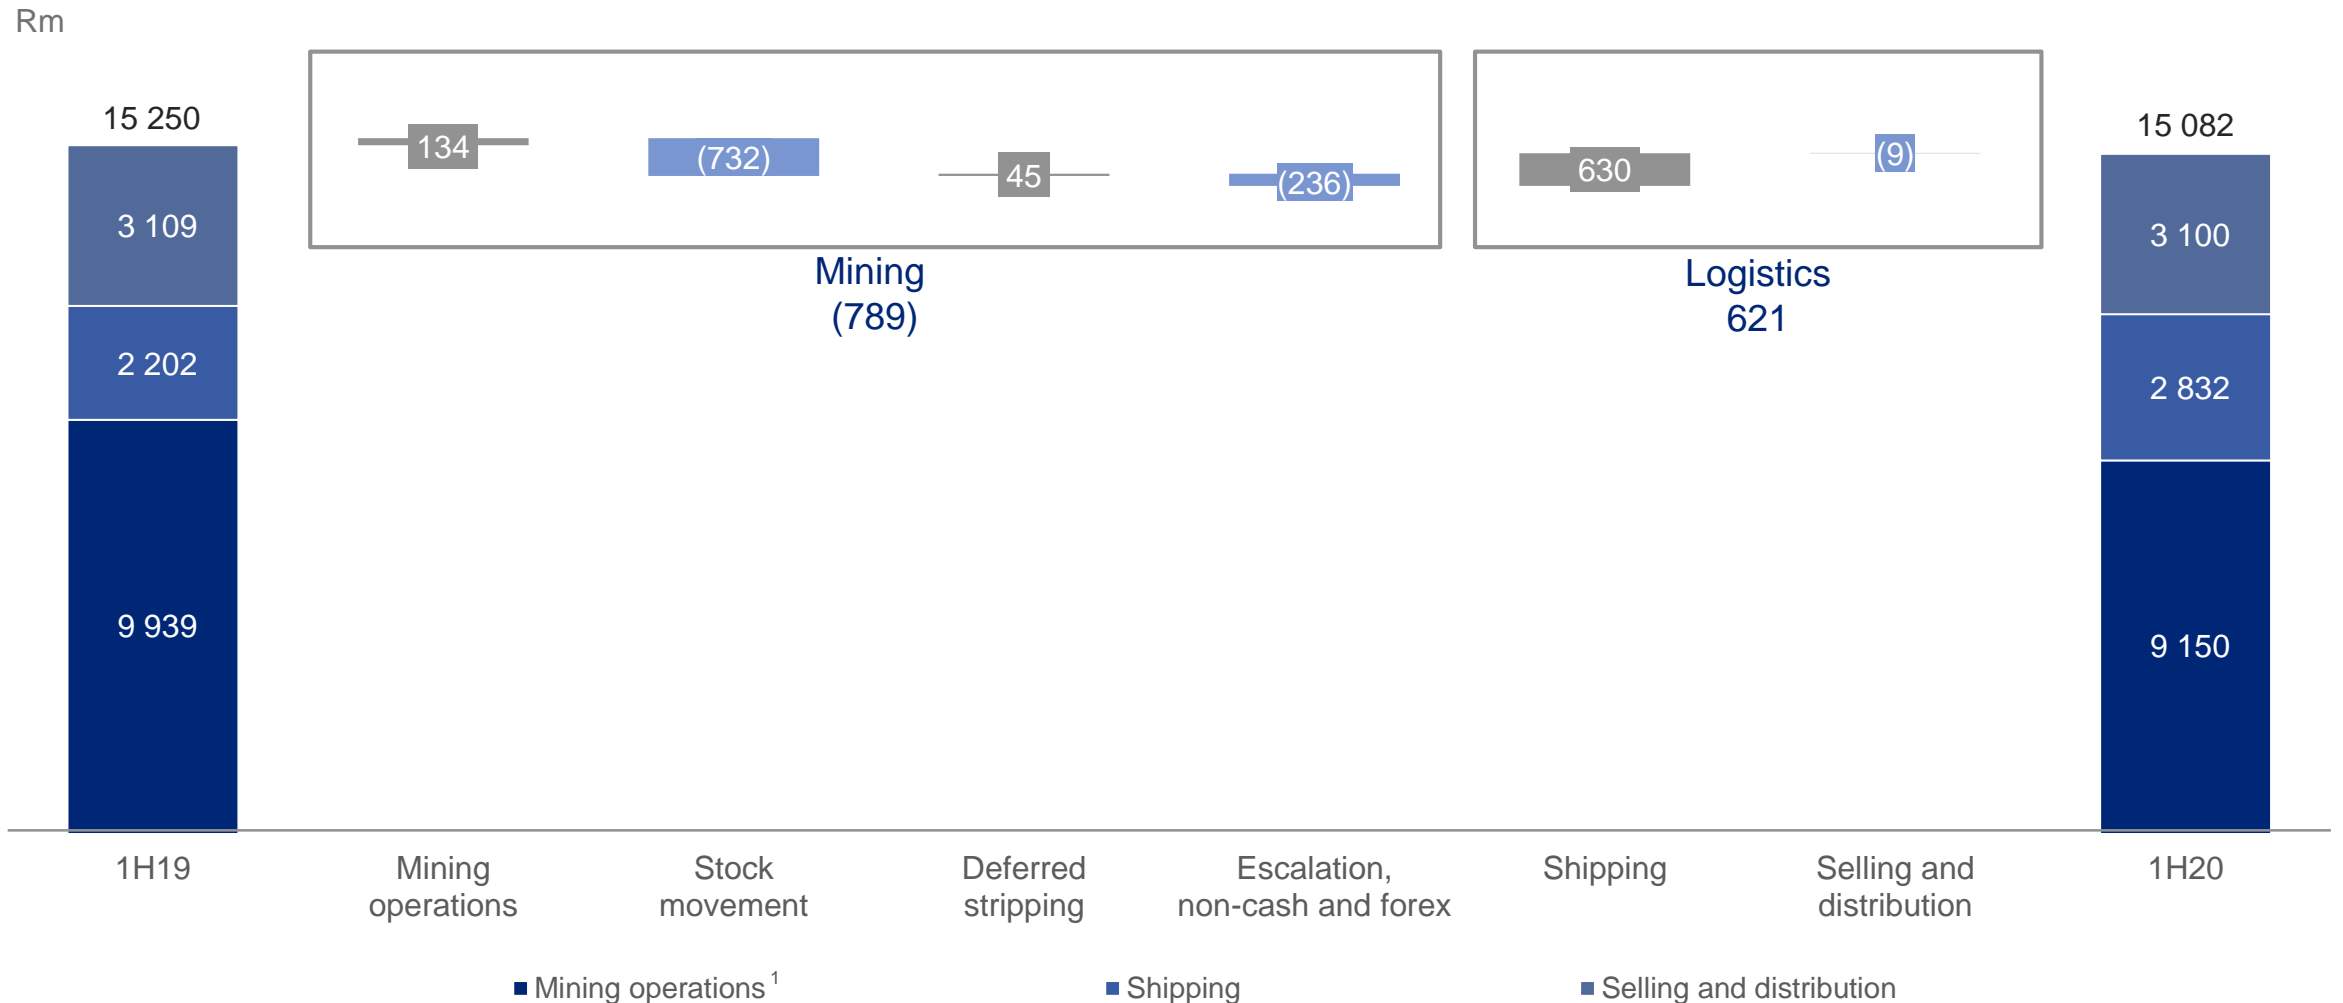 Rm
15 250
3 109
2 202
9 939
134
(732)
45
(236)
Mining
(789)
630
(9)
Logistics
621
15 082
3 100
2 832
9 150
1H19
Mining
operations
Stock
movement
Deferred
stripping
Escalation,
non-cash and forex
Shipping
Selling and
distribution
1H20
Mining operations 1
Shipping
Selling and distribution